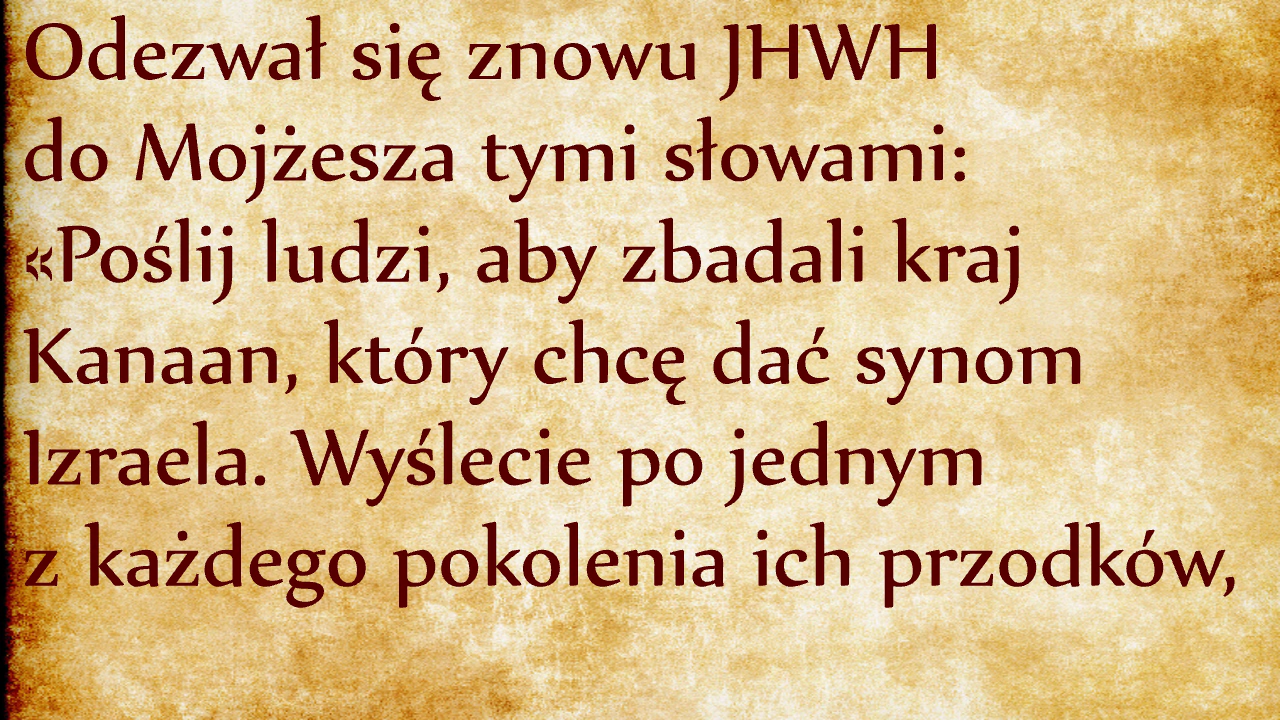 Odezwał się znowu JHWH
do Mojżesza tymi słowami:
«Poślij ludzi, aby zbadali kraj
Kanaan, który chcę dać synom
Izraela. Wyślecie po jednym
z każdego pokolenia ich przodków,